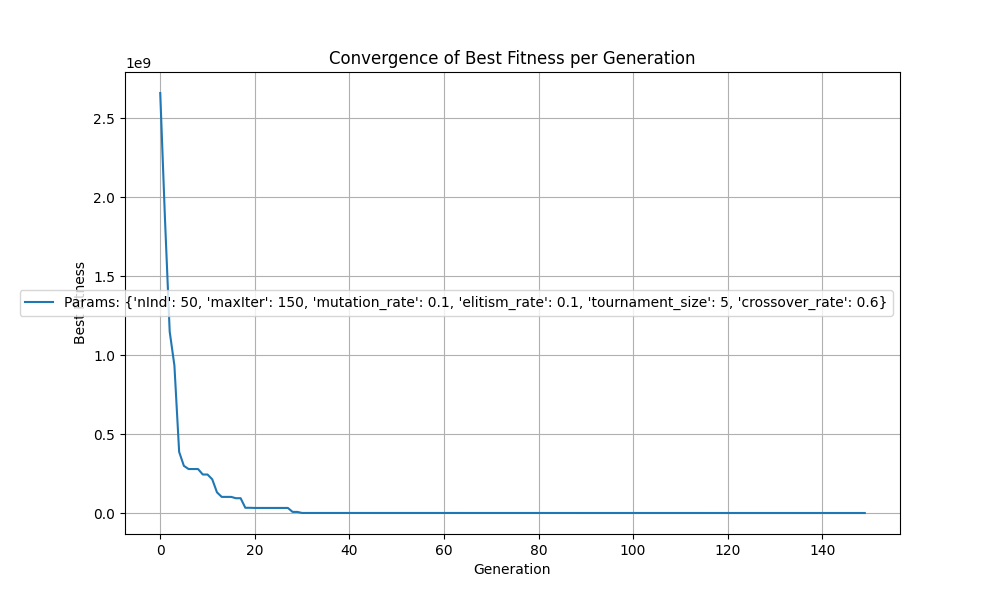 Convergence of Best Fitness per Generation
1e9
2.5
2.0
1.5
1.0
0.5
0.0
Best
ness
Params: {'nInd': 50, 'maxIter': 150, 'mutation_rate': 0.1, 'elitism_rate': 0.1, 'tournament_size': 5, 'crossover_rate': 0.6}
0 20 40 60 80 100 120 140
Generation